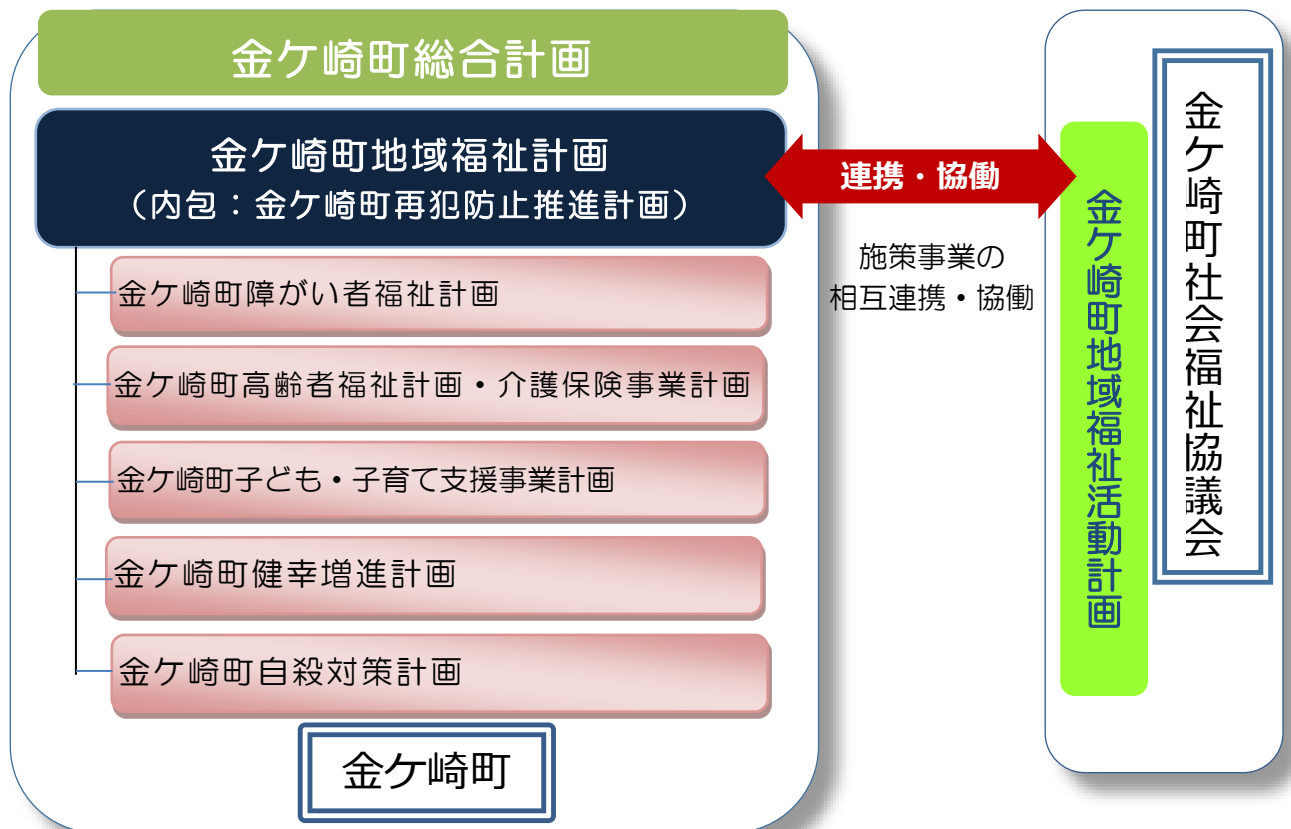 金ケ崎町総合計画
金ケ崎町地域福祉計画
（内包：金ケ崎町再犯防止推進計画）
金ケ崎町障がい者福祉計画
金ケ崎町高齢者福祉計画・介護保険事業計画
金ケ崎町子ども・子育て支援事業計画
金ケ崎町健幸増進計画
金ケ崎町自殺対策計画
金ケ崎町
連携・協働
施策事業の
相互連携・協働
金ケ崎町地域福祉活動計画
金ケ崎町社会福祉協議会